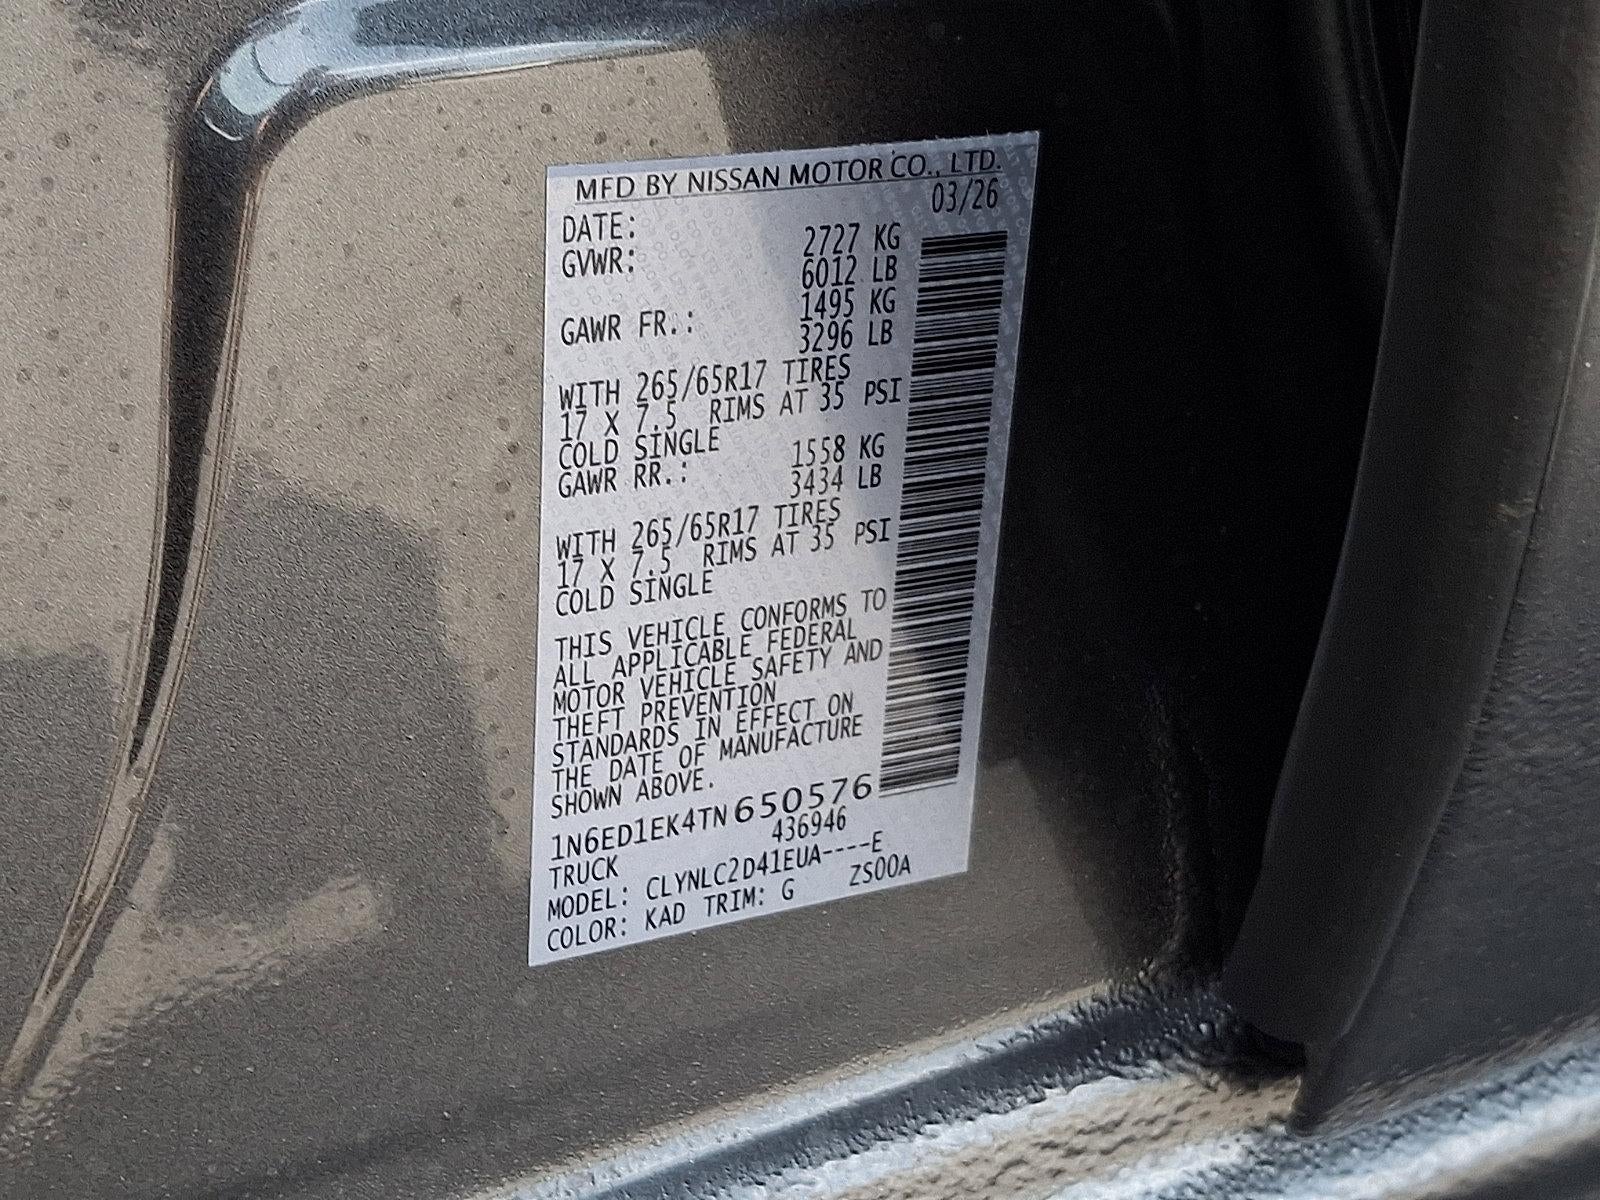 MFD BY NISSAN MOTOR CO., LTD.
DATE: 03/26
GVWR: 2727 KG
6012 LB
1495 KG
GAWR FR.: 3296 LB
WITH 265/65R17 TIRES
17 X 7.5 RIMS AT 35 PSI
COLD SINGLE
1558 KG
GAWR RR.: 3434 LB
WITH 265/65R17 TIRES
17 X 7.5 RIMS AT 35 PSI
COLD SINGLE
THIS VEHICLE CONFORMS TO
ALL APPLICABLE FEDERAL
MOTOR VEHICLE SAFETY AND
THEFT PREVENTION
STANDARDS IN EFFECT ON
THE DATE OF MANUFACTURE
SHOWN ABOVE.
1N6ED1EK4TN650576
TRUCK 436946
MODEL: CLYNLC2D41EUA----E
COLOR: KAD TRIM: G ZS00A